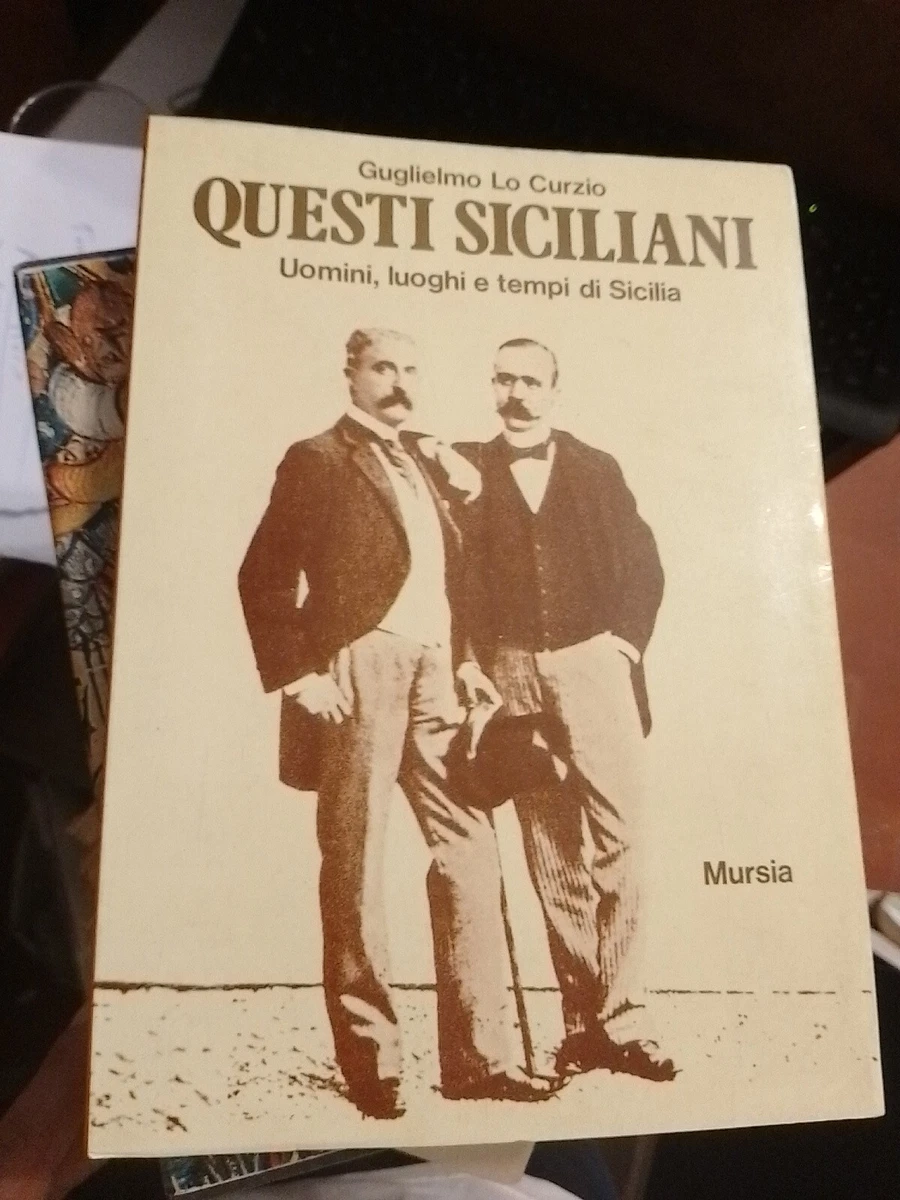 Guglielmo Lo Curzio
QUESTI SICILIANI
Uomini, luoghi e tempi di Sicilia
Mursia